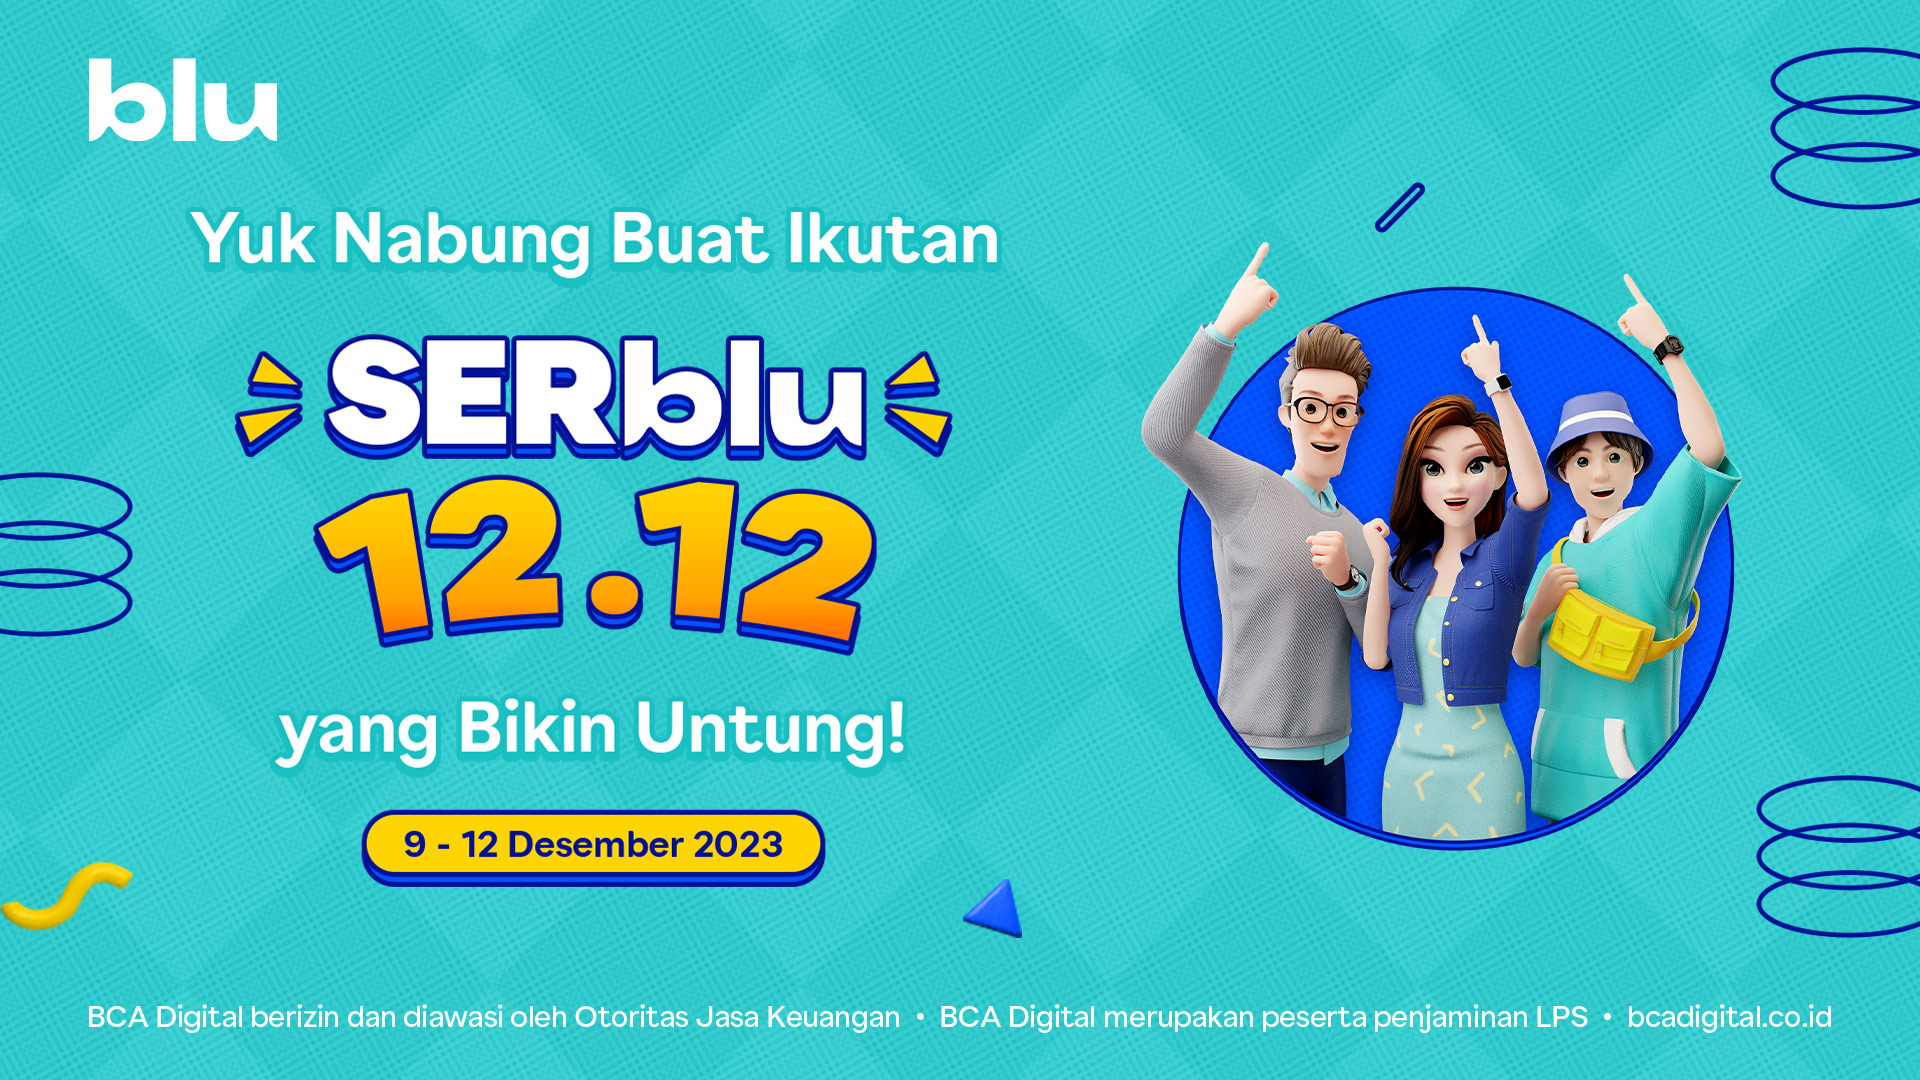 blu
Yuk Nabung Buat Ikutan
SERblu
12.12
yang Bikin Untung!
9 - 12 Desember 2023
BCA Digital berizin dan diawasi oleh Otoritas Jasa Keuangan • BCA Digital merupakan peserta penjaminan LPS • bcadigital.co.id